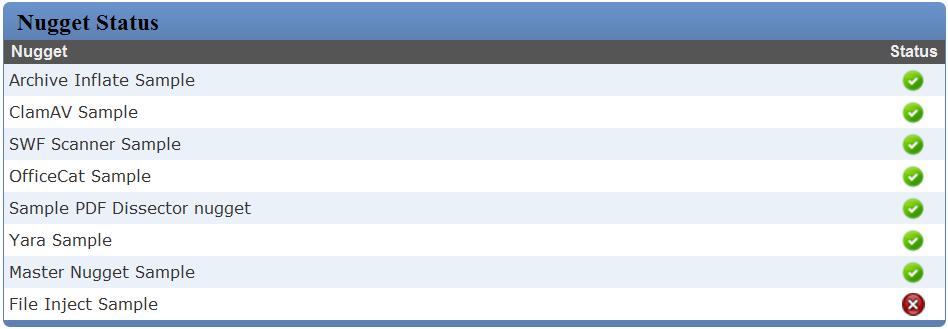 Nugget Status
Nugget Status
Archive Inflate Sample
ClamAV Sample
SWF Scanner Sample
OfficeCat Sample
Sample PDF Dissector nugget
Yara Sample
Master Nugget Sample
File Inject Sample